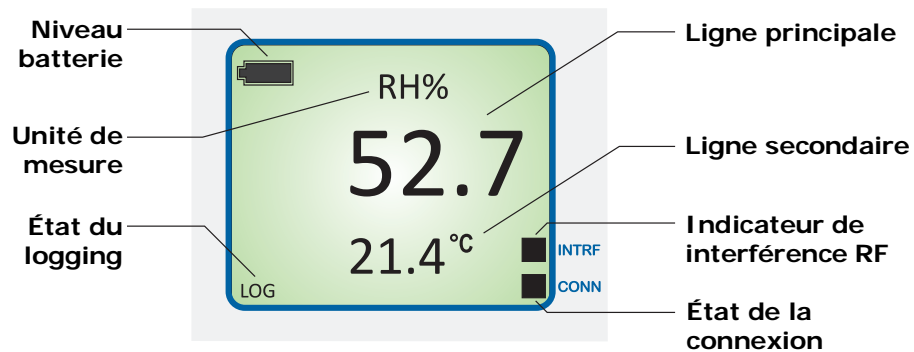 Niveau
batterie
Unité de
mesure
État du
logging
RH%
52.7
21.4 °C
LOG
INTRF
CONN
Ligne principale
Ligne secondaire
Indicateur de
interférence RF
État de la
connexion